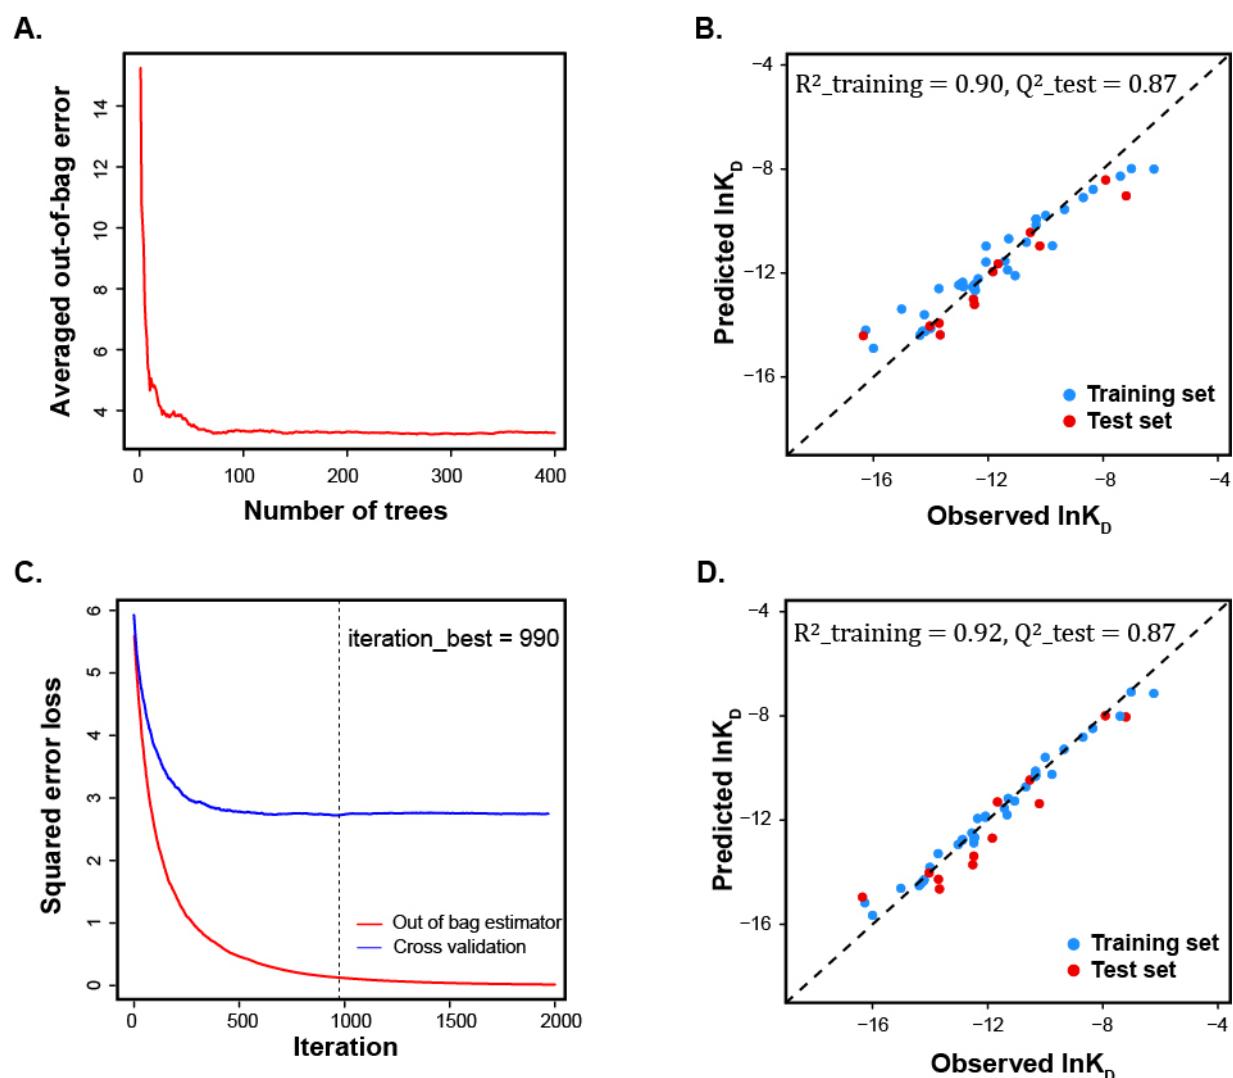 A.
Averaged out-of-bag error
14
12
10
8
6
4
0 100 200 300 400
Number of trees
B.
R²_training = 0.90, Q²_test = 0.87
Predicted lnK_D
−4
−8
−12
−16
Training set
Test set
−16 −12 −8 −4
Observed lnK_D
C.
Squared error loss
6
5
4
3
2
1
0
iteration_best = 990
Out of bag estimator
Cross validation
0 500 1000 1500 2000
Iteration
D.
R²_training = 0.92, Q²_test = 0.87
Predicted lnK_D
−4
−8
−12
−16
Training set
Test set
−16 −12 −8 −4
Observed lnK_D